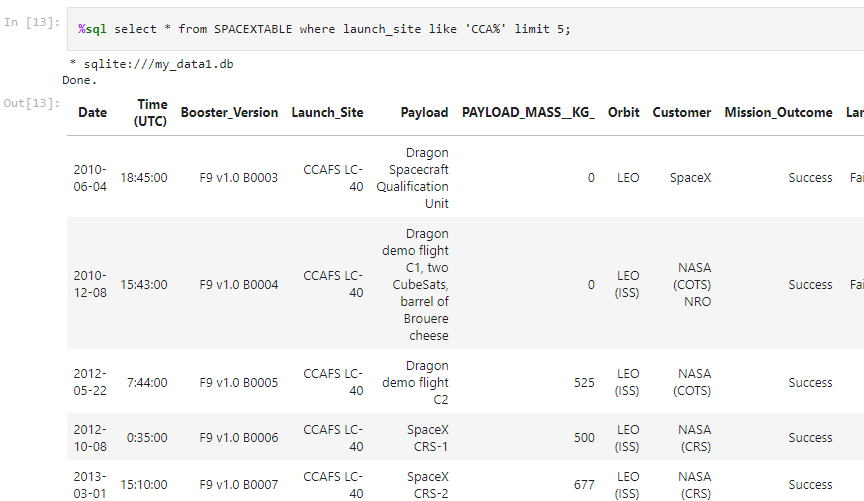 In [13]: %sql select * from SPACEXTABLE where launch_site like 'CCA%' limit 5;
* sqlite:///my_data1.db
Done.
Out[13]:
Date Time (UTC) Booster_Version Launch_Site Payload PAYLOAD_MASS__KG_ Orbit Customer Mission_Outcome Lan
2010-06-04 18:45:00 F9 v1.0 B0003 CCAFS LC-40 Dragon Spacecraft Qualification Unit 0 LEO SpaceX Success Fai
2010-12-08 15:43:00 F9 v1.0 B0004 CCAFS LC-40 Dragon demo flight C1, two CubeSats, barrel of Brouere cheese 0 LEO (ISS) NASA (COTS) NRO Success Fai
2012-05-22 7:44:00 F9 v1.0 B0005 CCAFS LC-40 Dragon demo flight C2 525 LEO (ISS) NASA (COTS) Success
2012-10-08 0:35:00 F9 v1.0 B0006 CCAFS LC-40 SpaceX CRS-1 500 LEO (ISS) NASA (CRS) Success
2013-03-01 15:10:00 F9 v1.0 B0007 CCAFS LC-40 SpaceX CRS-2 677 LEO (ISS) NASA (CRS) Success